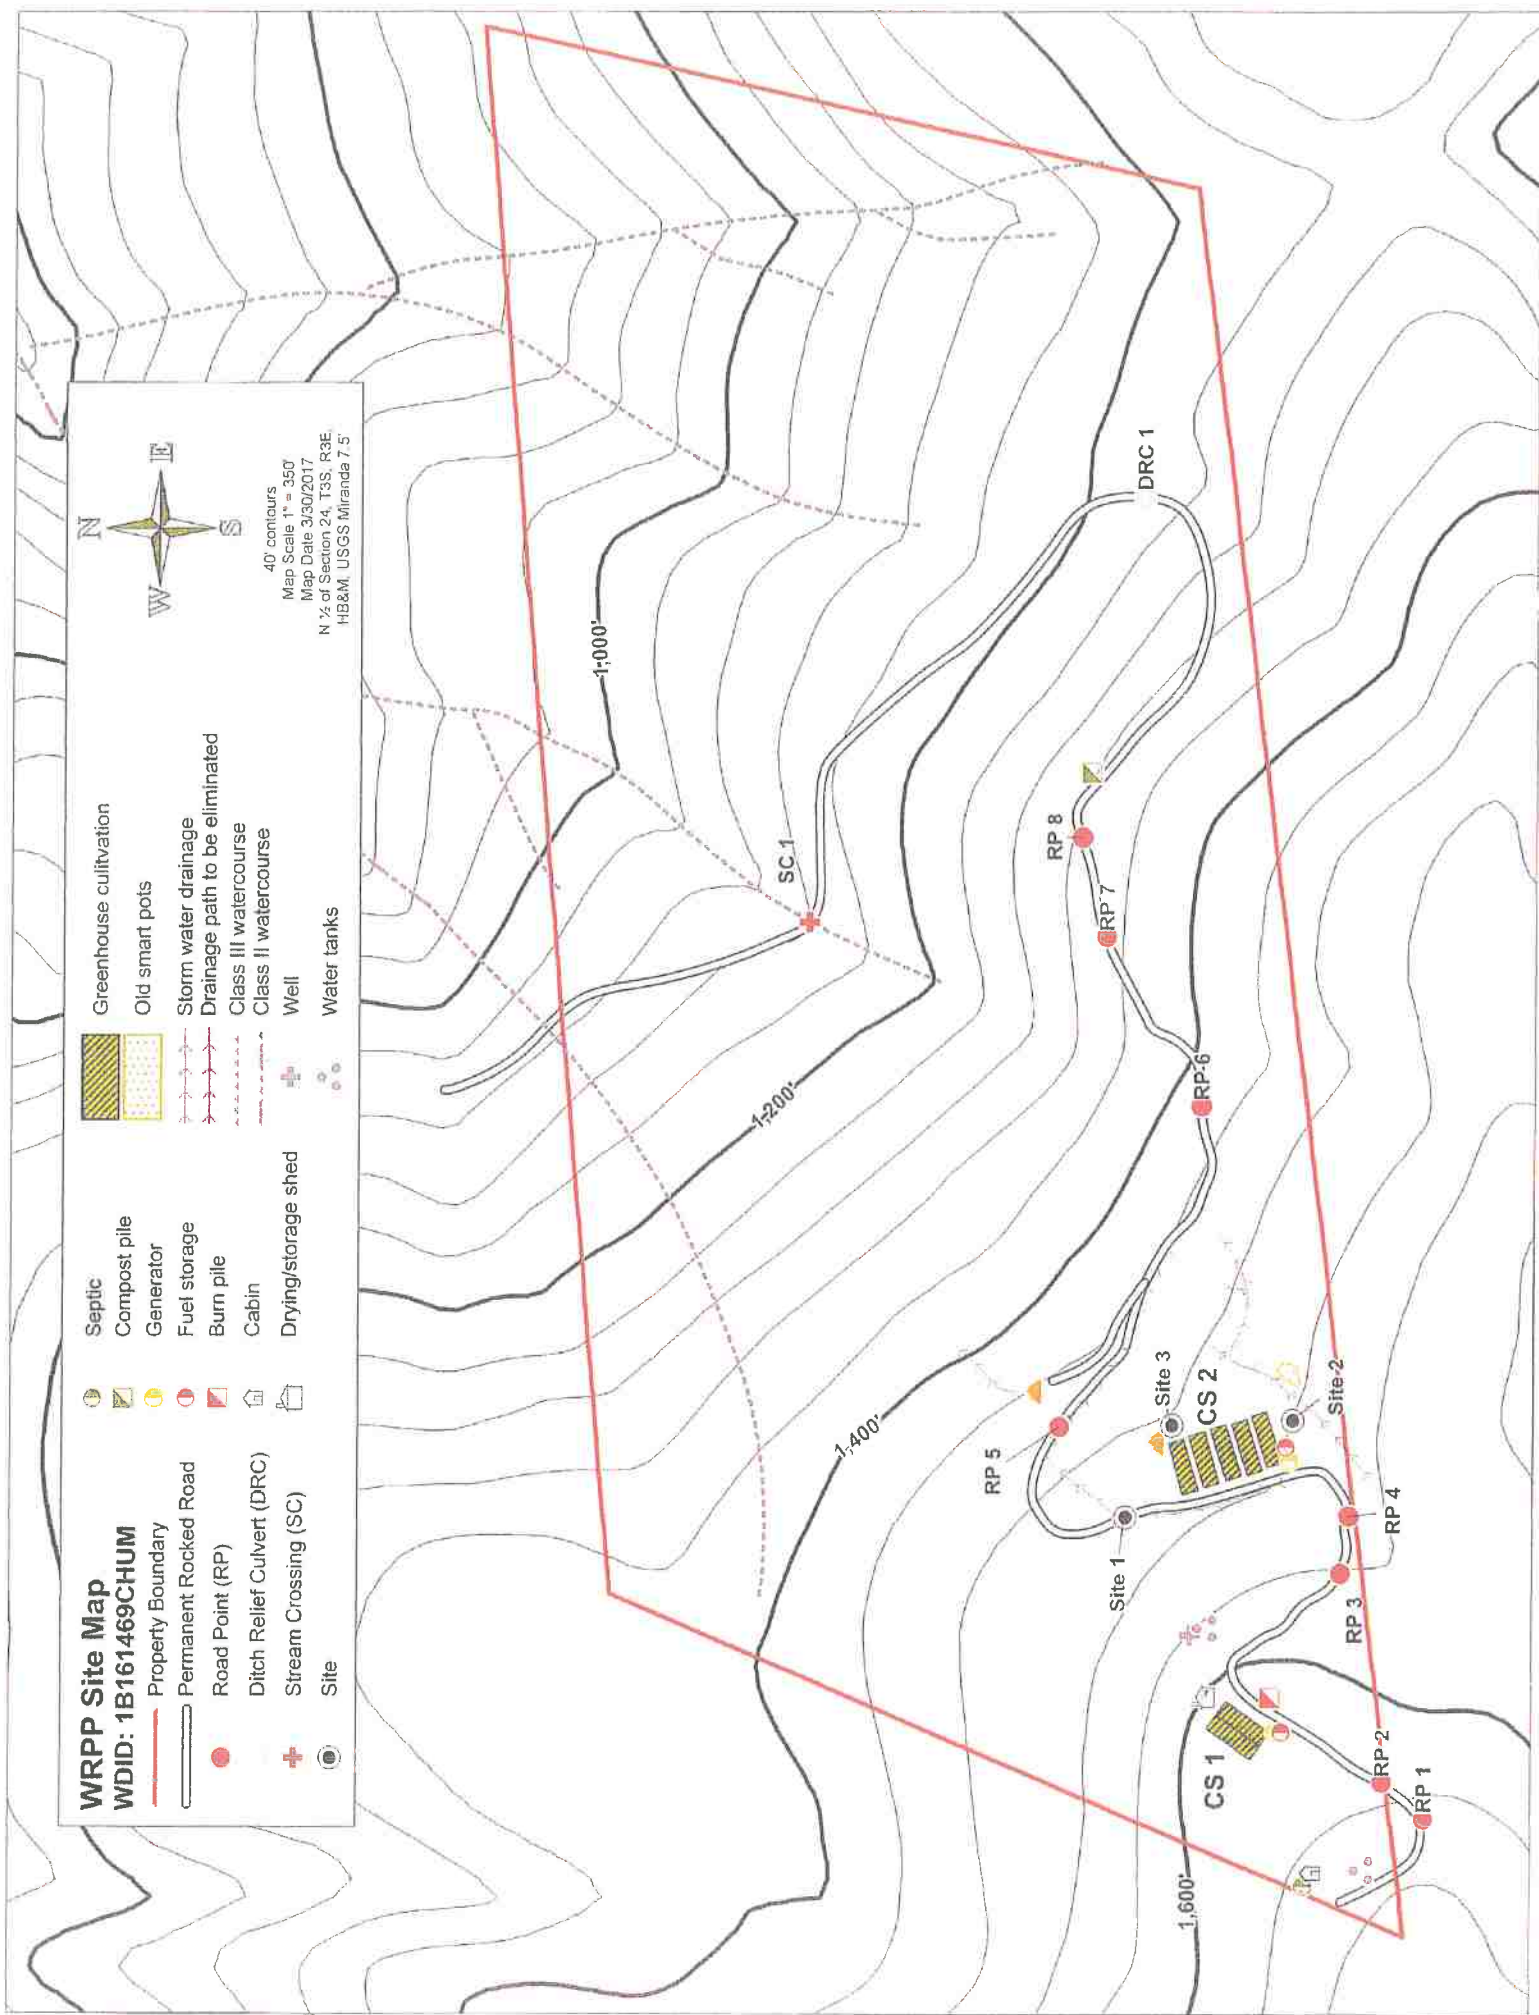 WRPP Site Map
WDID: 1B161469CHUM
Property Boundary
Permanent Rocked Road
Road Point (RP)
Ditch Relief Culvert (DRC)
Stream Crossing (SC)
Site
Septic
Compost pile
Generator
Fuel storage
Burn pile
Cabin
Drying/storage shed
Greenhouse culitvation
Old smart pots
Storm water drainage
Drainage path to be eliminated
Class III watercourse
Class II watercourse
Well
Water tanks
N
W
E
S
40' contours
Map Scale 1" = 350'
Map Date 3/30/2017
N ½ of Section 24, T3S, R3E,
HB&M, USGS Miranda 7.5'
1,000'
SC 1
DRC 1
1,200'
RP 8
RP 7
RP 6
1,400'
RP 5
Site 3
CS 2
Site 2
Site 1
RP 4
RP 3
CS 1
RP 2
RP 1
1,600'